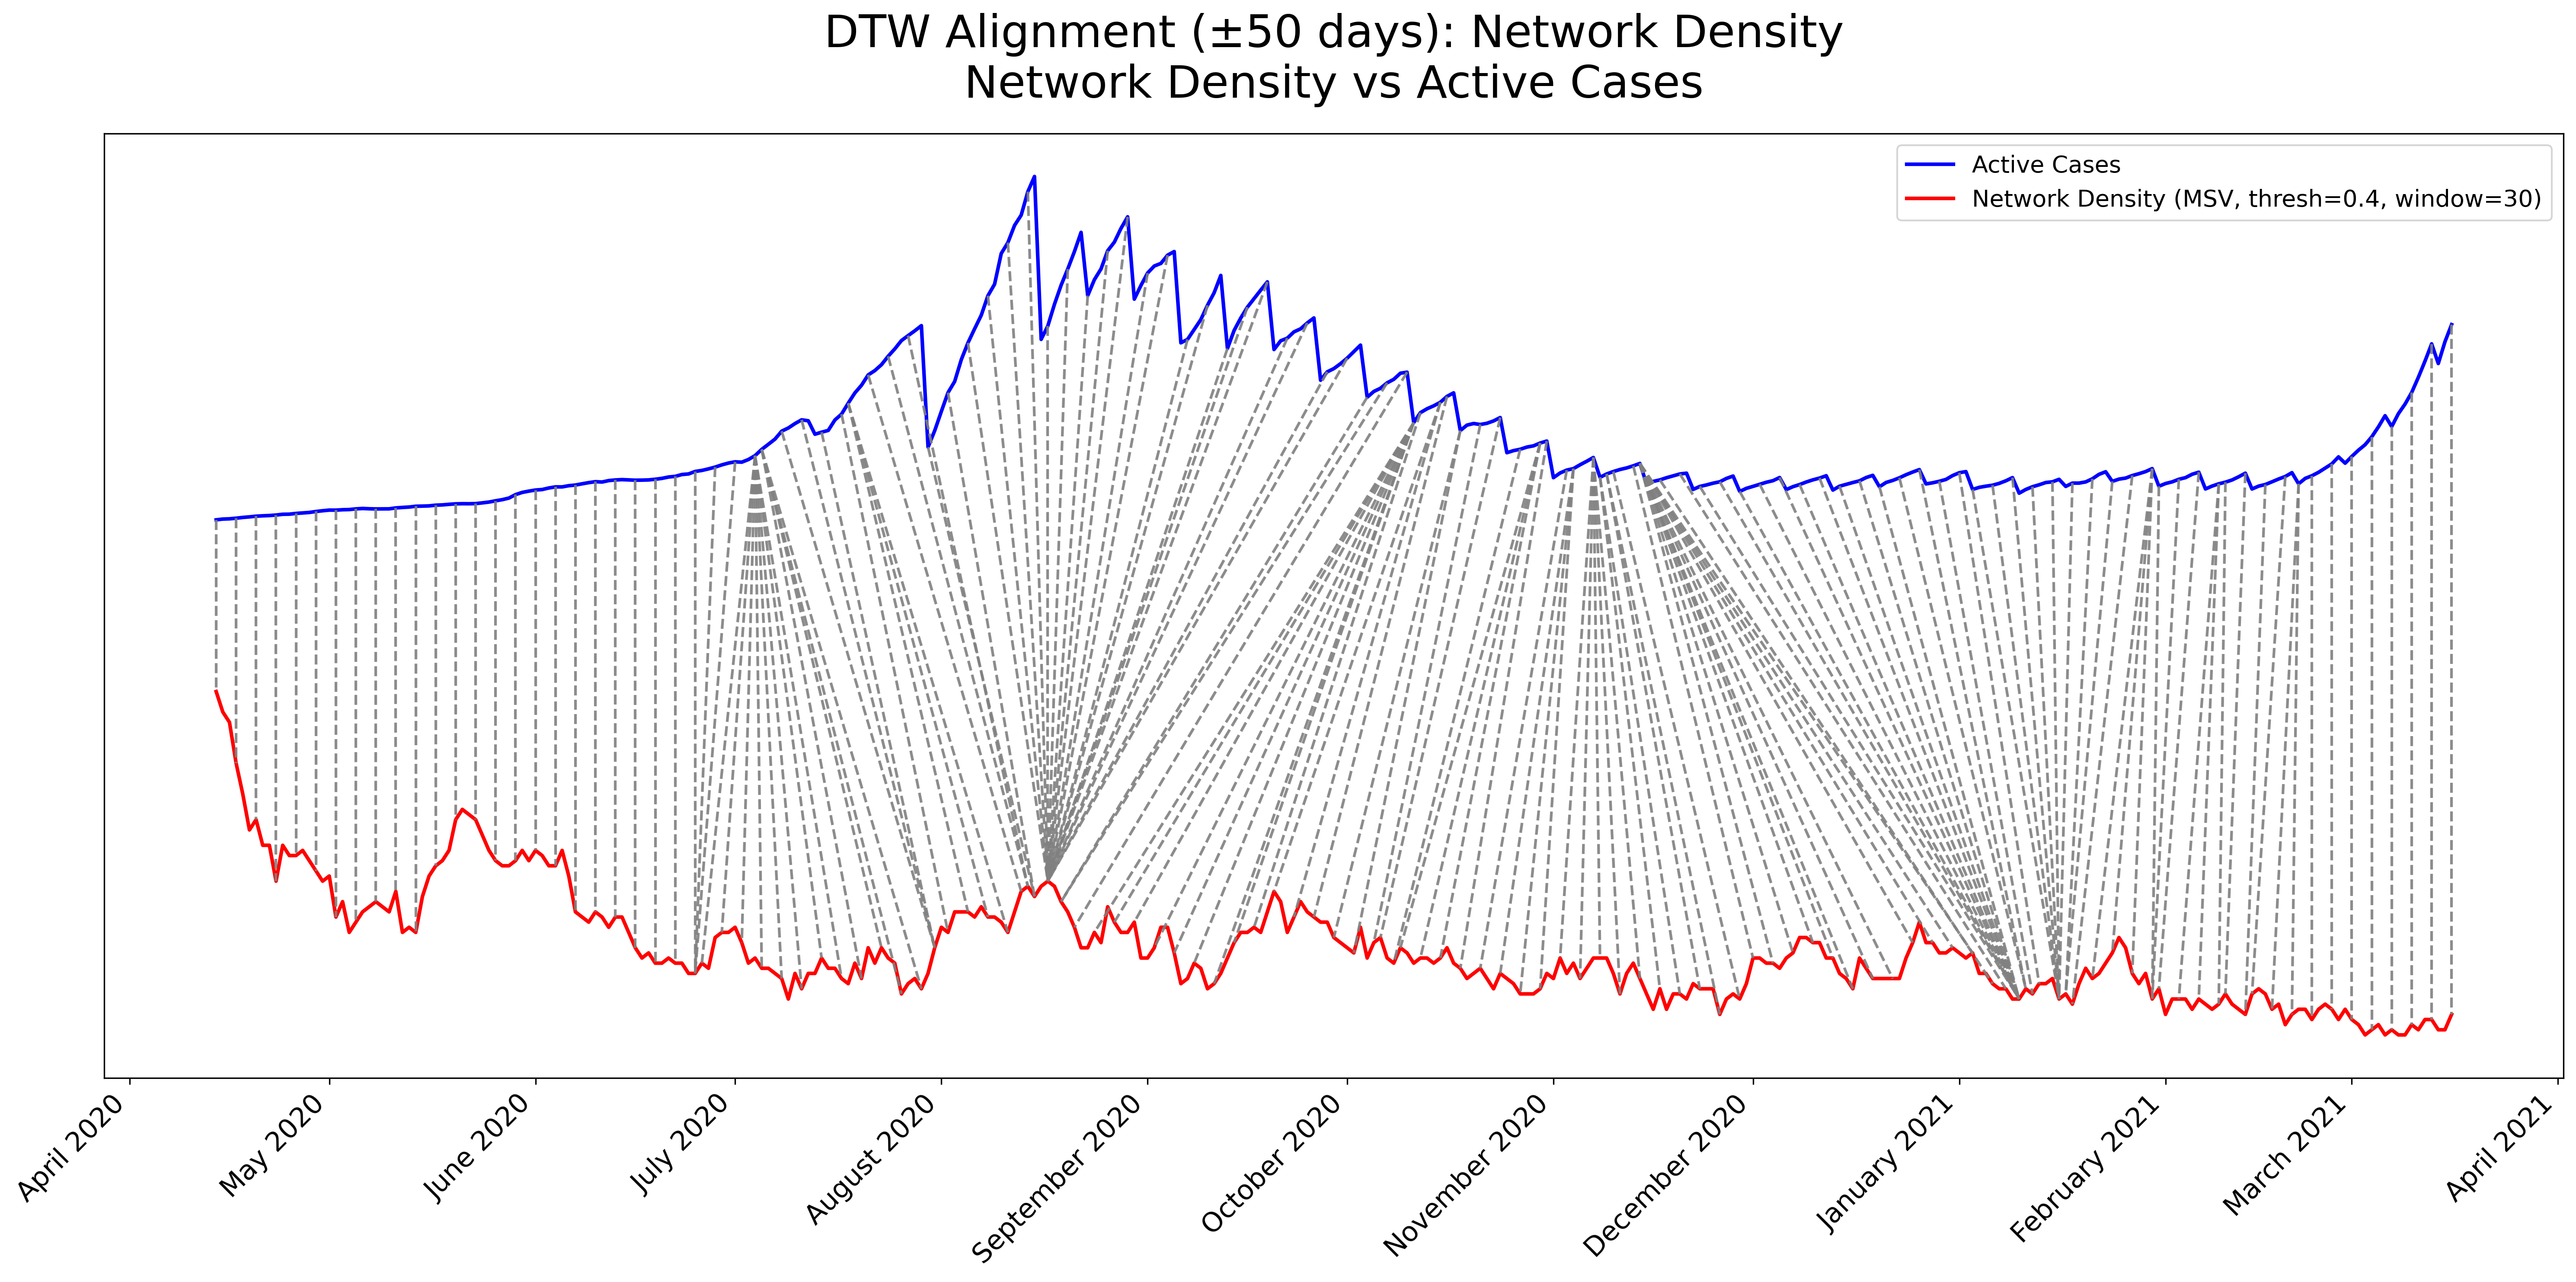 DTW Alignment (±50 days): Network Density
Network Density vs Active Cases
Active Cases
Network Density (MSV, thresh=0.4, window=30)
April 2020
May 2020
June 2020
July 2020
August 2020
September 2020
October 2020
November 2020
December 2020
January 2021
February 2021
March 2021
April 2021